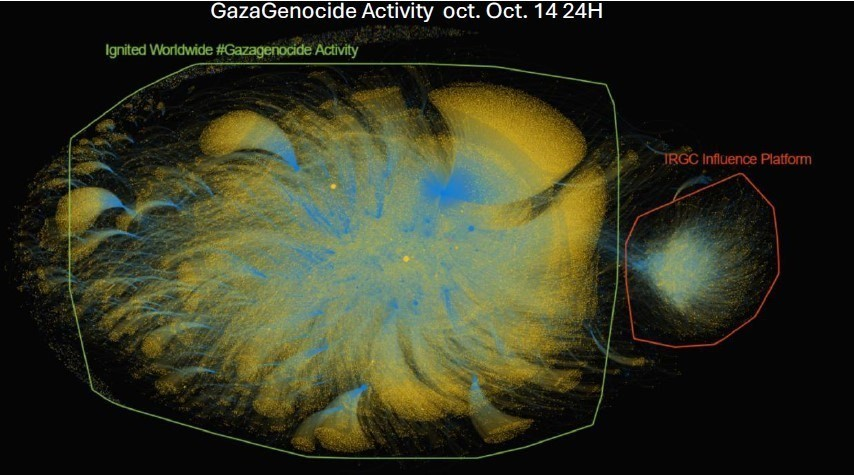 GazaGenocide Activity oct. Oct. 14 24H
Ignited Worldwide #Gazagenocide Activity
IRGC Influence Platform